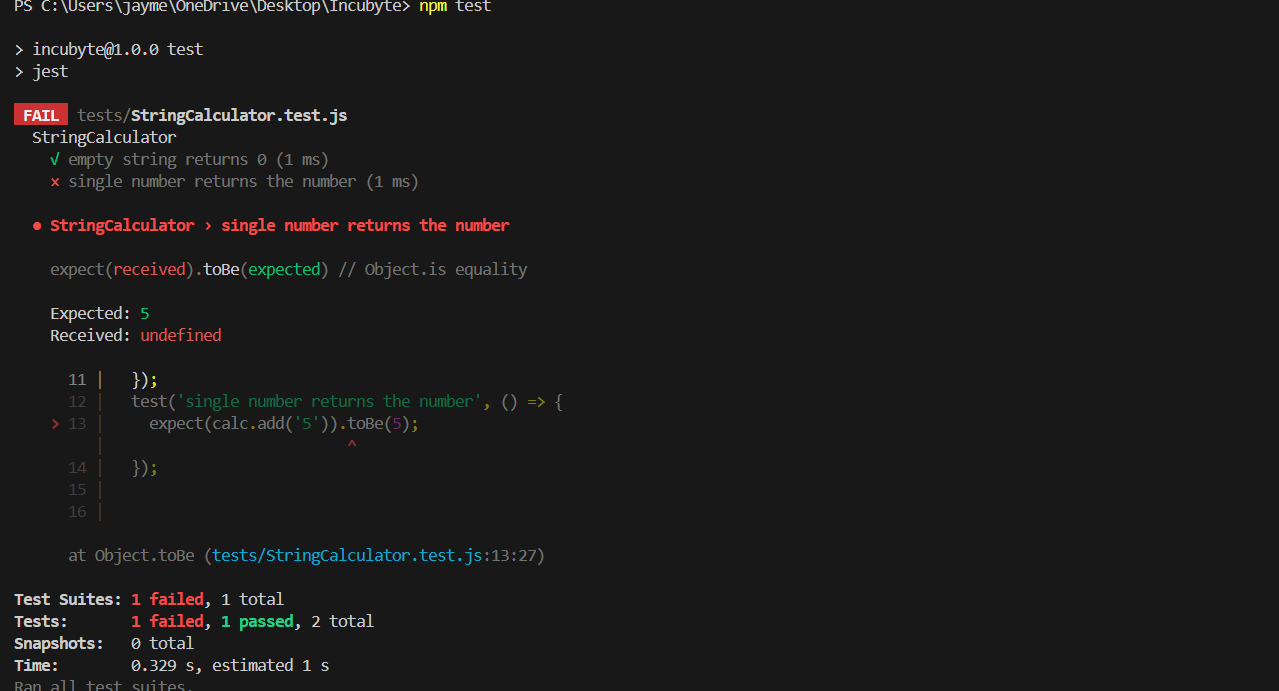 PS C:\Users\jayme\OneDrive\Desktop\Incubyte> npm test
> incubyte@1.0.0 test
> jest
FAIL tests/StringCalculator.test.js
StringCalculator
√ empty string returns 0 (1 ms)
× single number returns the number (1 ms)
● StringCalculator › single number returns the number
expect(received).toBe(expected) // Object.is equality
Expected: 5
Received: undefined
11 | });
12 | test('single number returns the number', () => {
> 13 | expect(calc.add('5')).toBe(5);
| ^
14 | });
15 |
16 |
at Object.toBe (tests/StringCalculator.test.js:13:27)
Test Suites: 1 failed, 1 total
Tests: 1 failed, 1 passed, 2 total
Snapshots: 0 total
Time: 0.329 s, estimated 1 s
Ran all test suites.